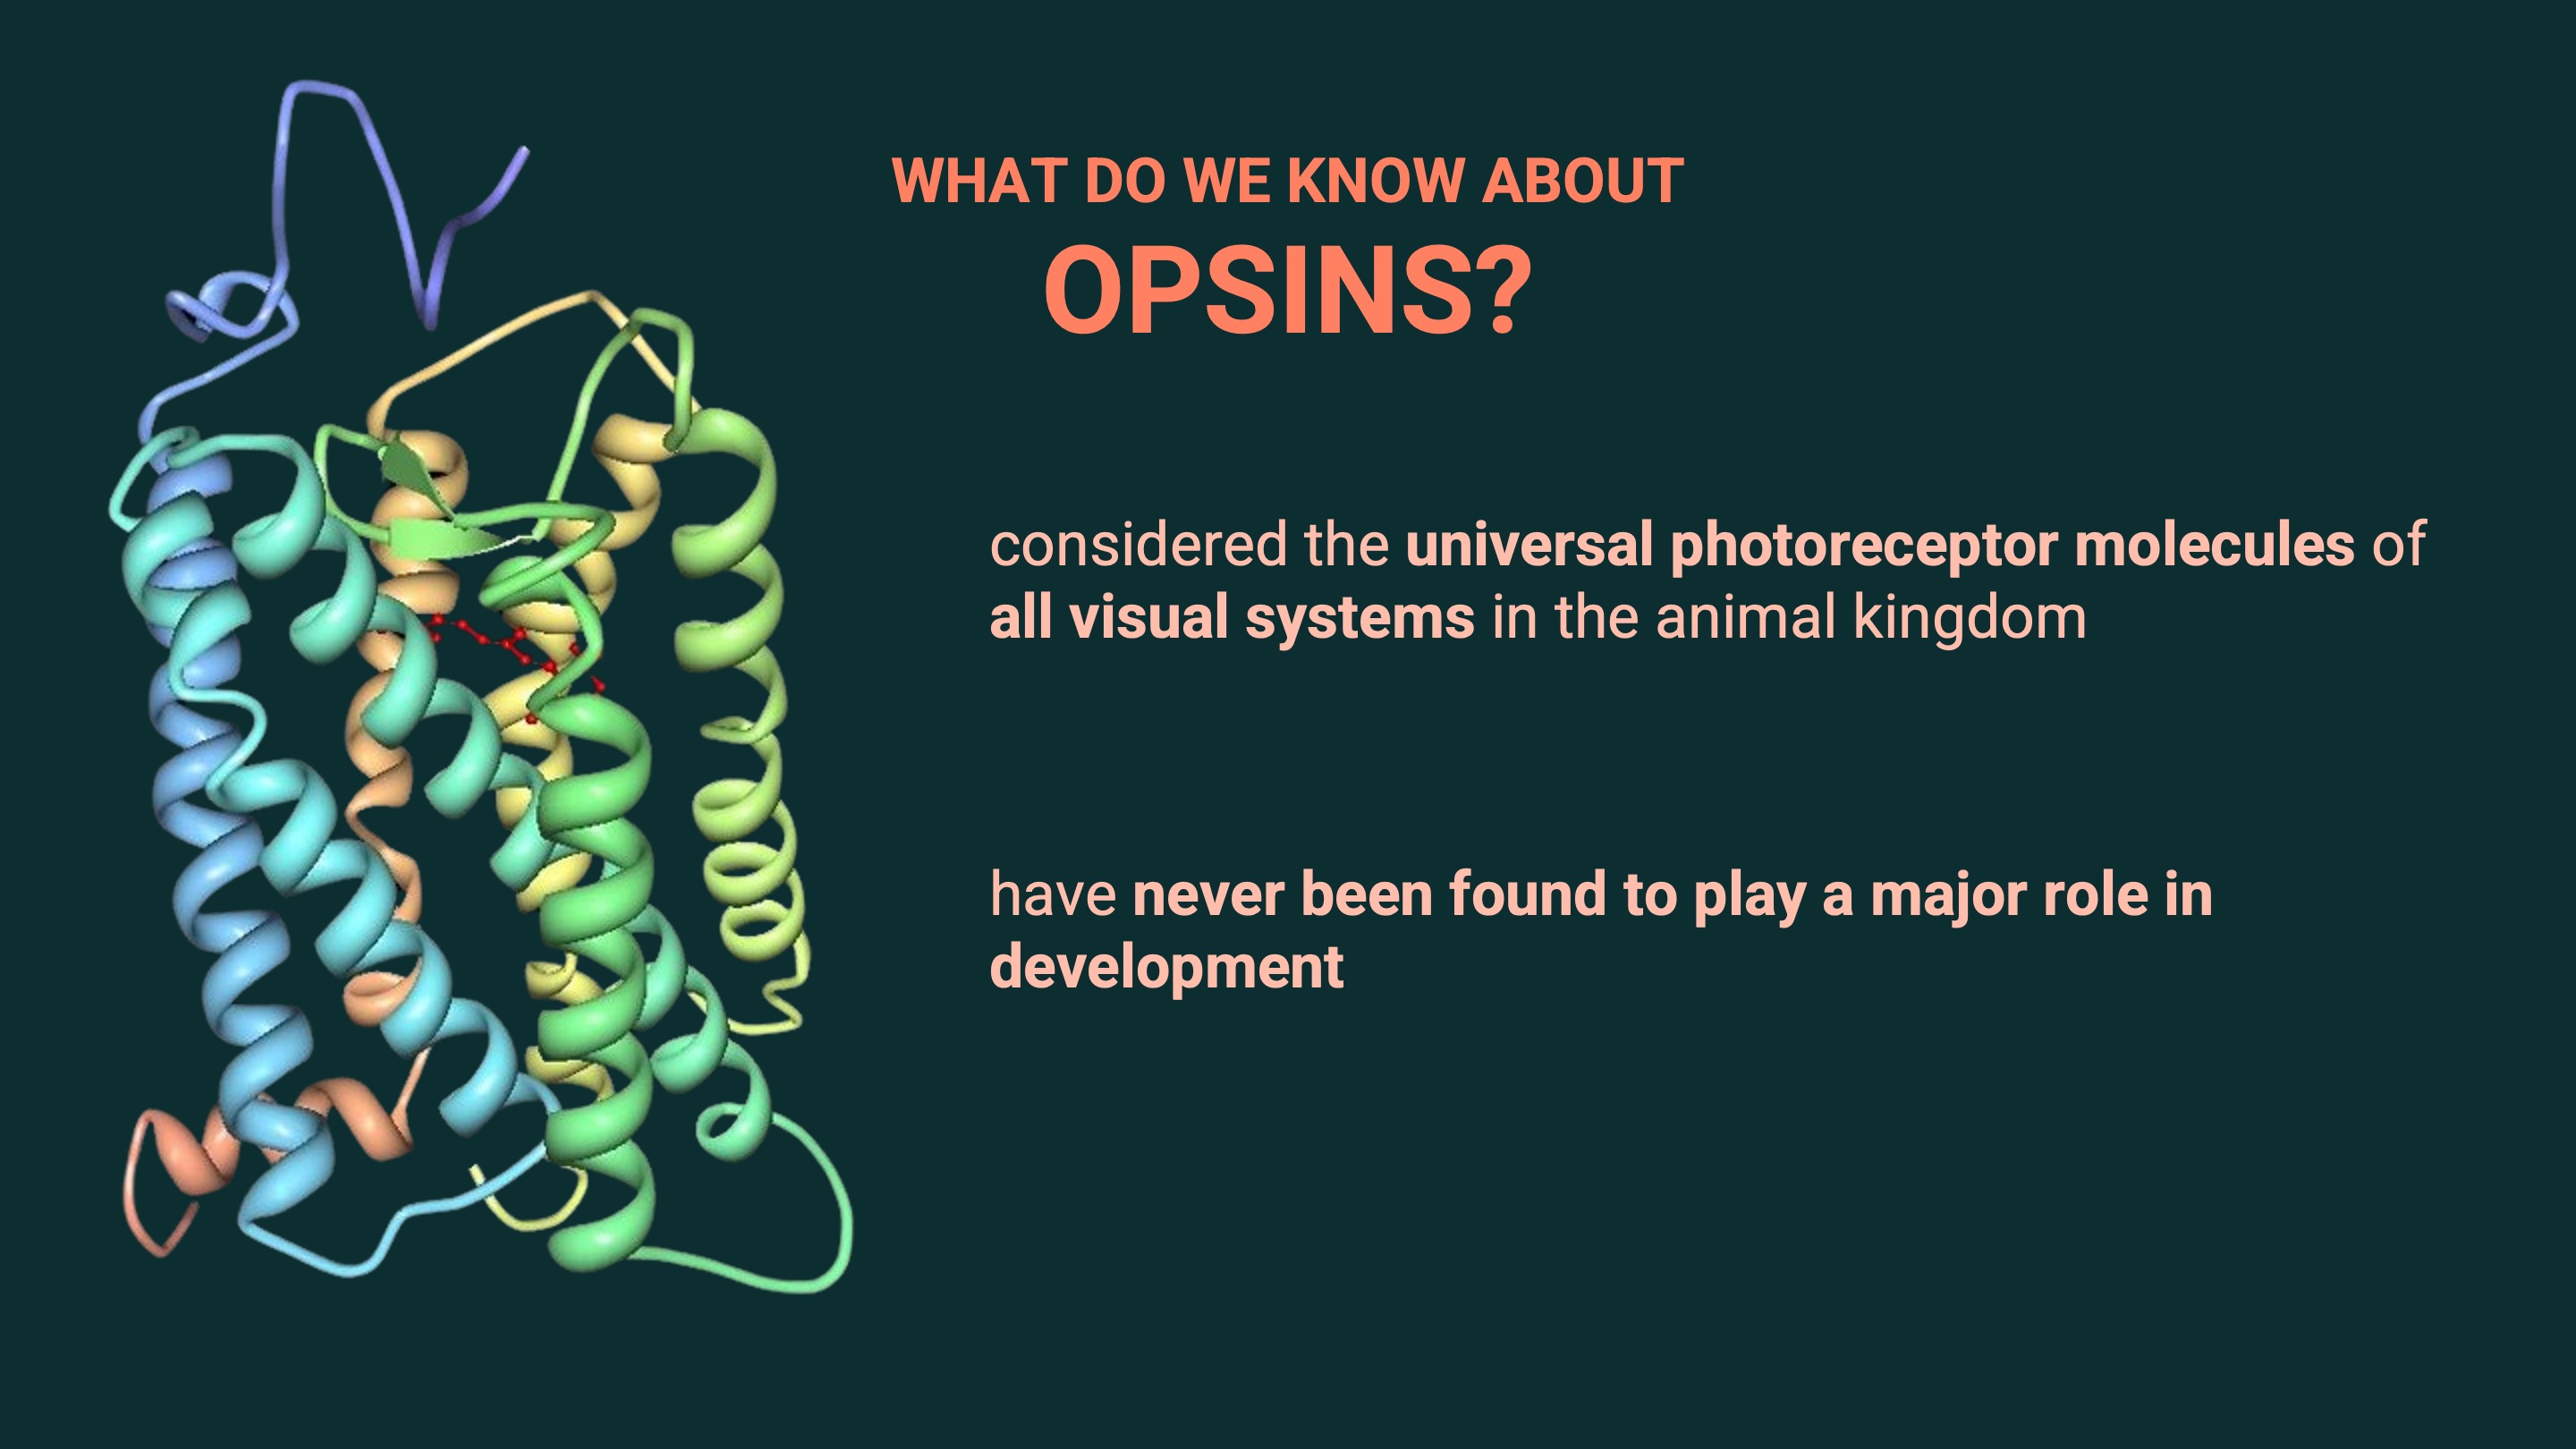 WHAT DO WE KNOW ABOUT
OPSINS?
considered the universal photoreceptor molecules of
all visual systems in the animal kingdom
have never been found to play a major role in
development